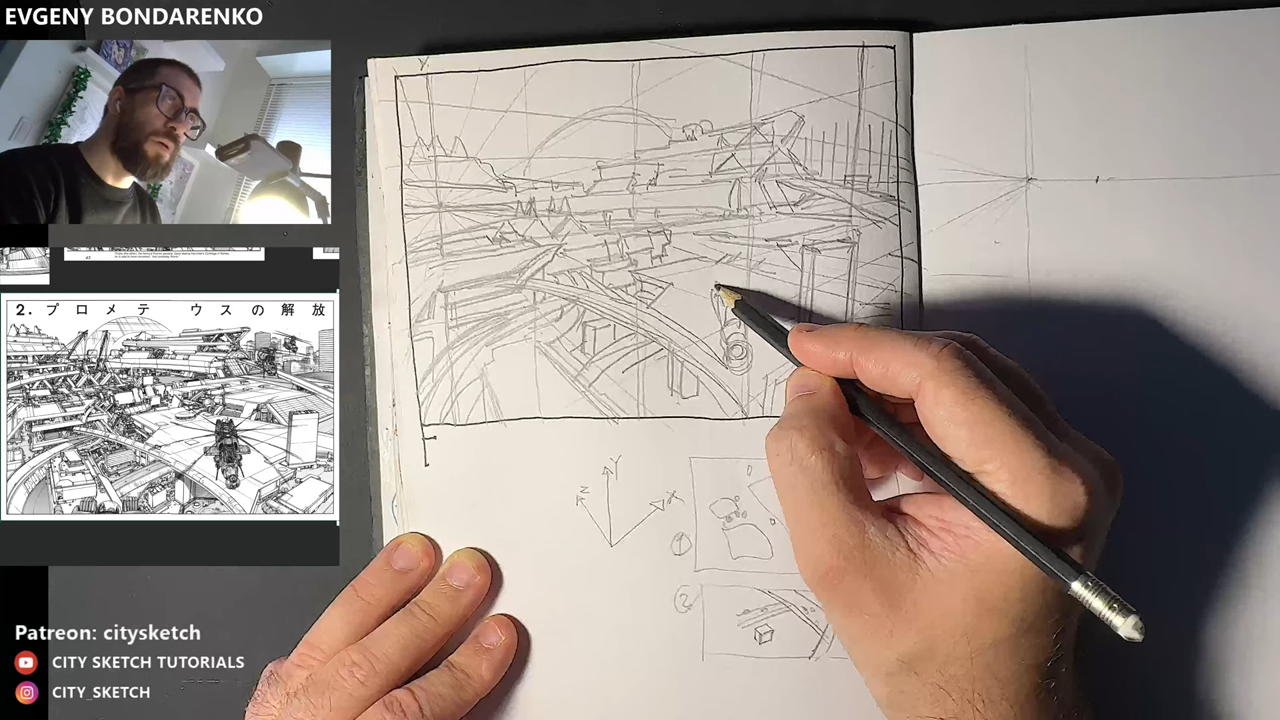 EVGENY BONDARENKO
2. プロメテ ウスの解放
Y
Z
X
1
2
Patreon: citysketch
CITY SKETCH TUTORIALS
CITY_SKETCH